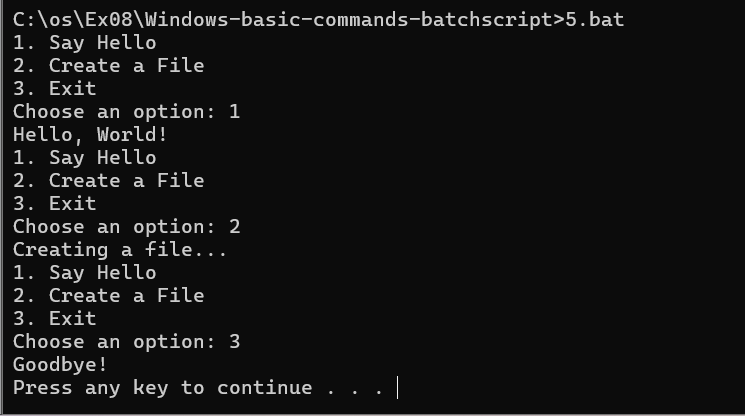 C:\os\Ex08\Windows-basic-commands-batchscript>5.bat
1. Say Hello
2. Create a File
3. Exit
Choose an option: 1
Hello, World!
1. Say Hello
2. Create a File
3. Exit
Choose an option: 2
Creating a file...
1. Say Hello
2. Create a File
3. Exit
Choose an option: 3
Goodbye!
Press any key to continue . . .